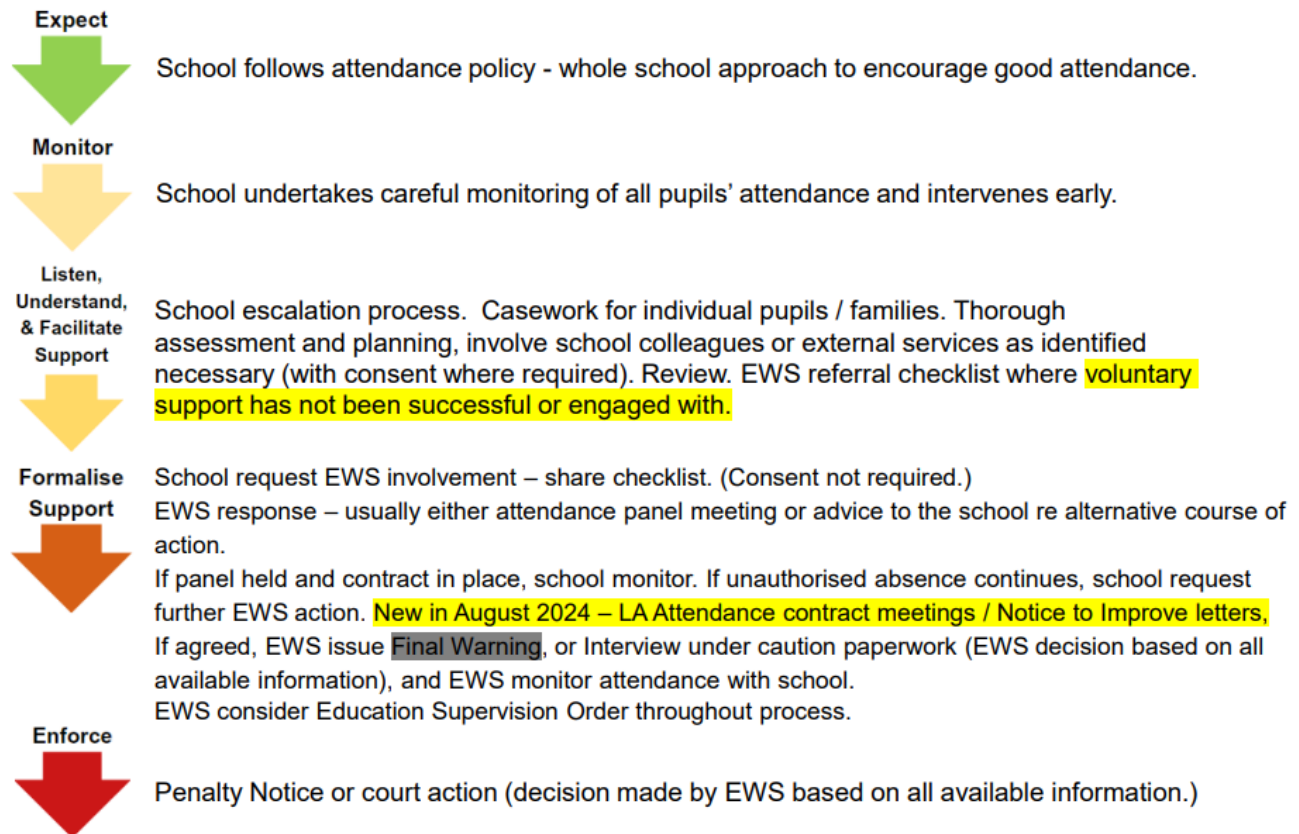 Expect
School follows attendance policy - whole school approach to encourage good attendance.
Monitor
School undertakes careful monitoring of all pupils’ attendance and intervenes early.
Listen,
Understand,
& Facilitate
Support
School escalation process.  Casework for individual pupils / families. Thorough
assessment and planning, involve school colleagues or external services as identified
necessary (with consent where required). Review. EWS referral checklist where voluntary
support has not been successful or engaged with.
Formalise
Support
School request EWS involvement – share checklist. (Consent not required.)
EWS response – usually either attendance panel meeting or advice to the school re alternative course of
action.
If panel held and contract in place, school monitor. If unauthorised absence continues, school request
further EWS action. New in August 2024 – LA Attendance contract meetings / Notice to Improve letters,
If agreed, EWS issue Final Warning, or Interview under caution paperwork (EWS decision based on all
available information), and EWS monitor attendance with school.
EWS consider Education Supervision Order throughout process.
Enforce
Penalty Notice or court action (decision made by EWS based on all available information.)